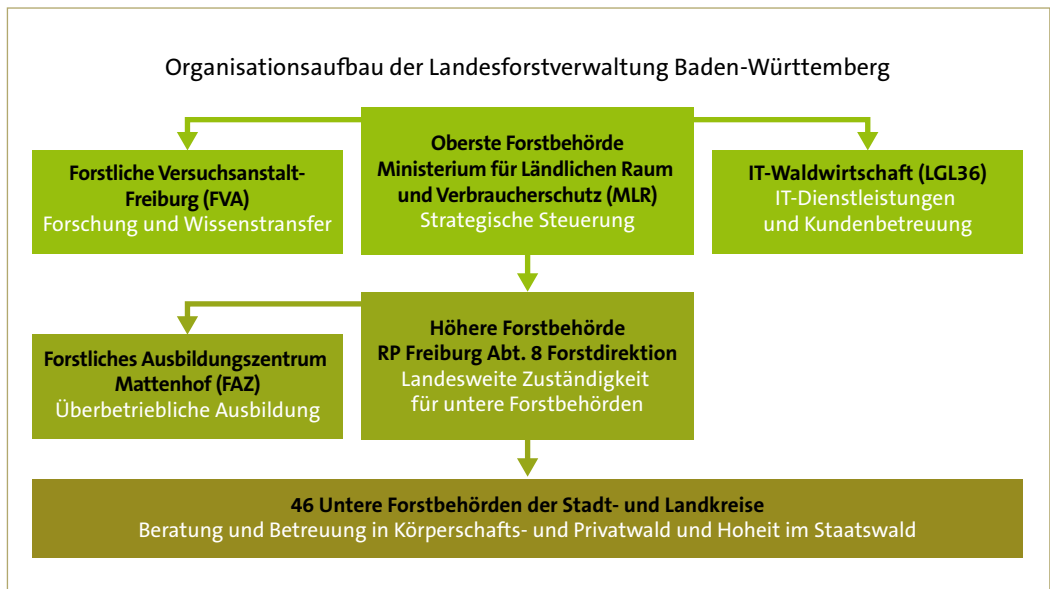 Organisationsaufbau der Landesforstverwaltung Baden-Württemberg
Forstliche Versuchsanstalt-
Freiburg (FVA)
Forschung und Wissenstransfer
Oberste Forstbehörde
Ministerium für Ländlichen Raum
und Verbraucherschutz (MLR)
Strategische Steuerung
IT-Waldwirtschaft (LGL36)
IT-Dienstleistungen
und Kundenbetreuung
Forstliches Ausbildungszentrum
Mattenhof (FAZ)
Überbetriebliche Ausbildung
Höhere Forstbehörde
RP Freiburg Abt. 8 Forstdirektion
Landesweite Zuständigkeit
für untere Forstbehörden
46 Untere Forstbehörden der Stadt- und Landkreise
Beratung und Betreuung in Körperschafts- und Privatwald und Hoheit im Staatswald